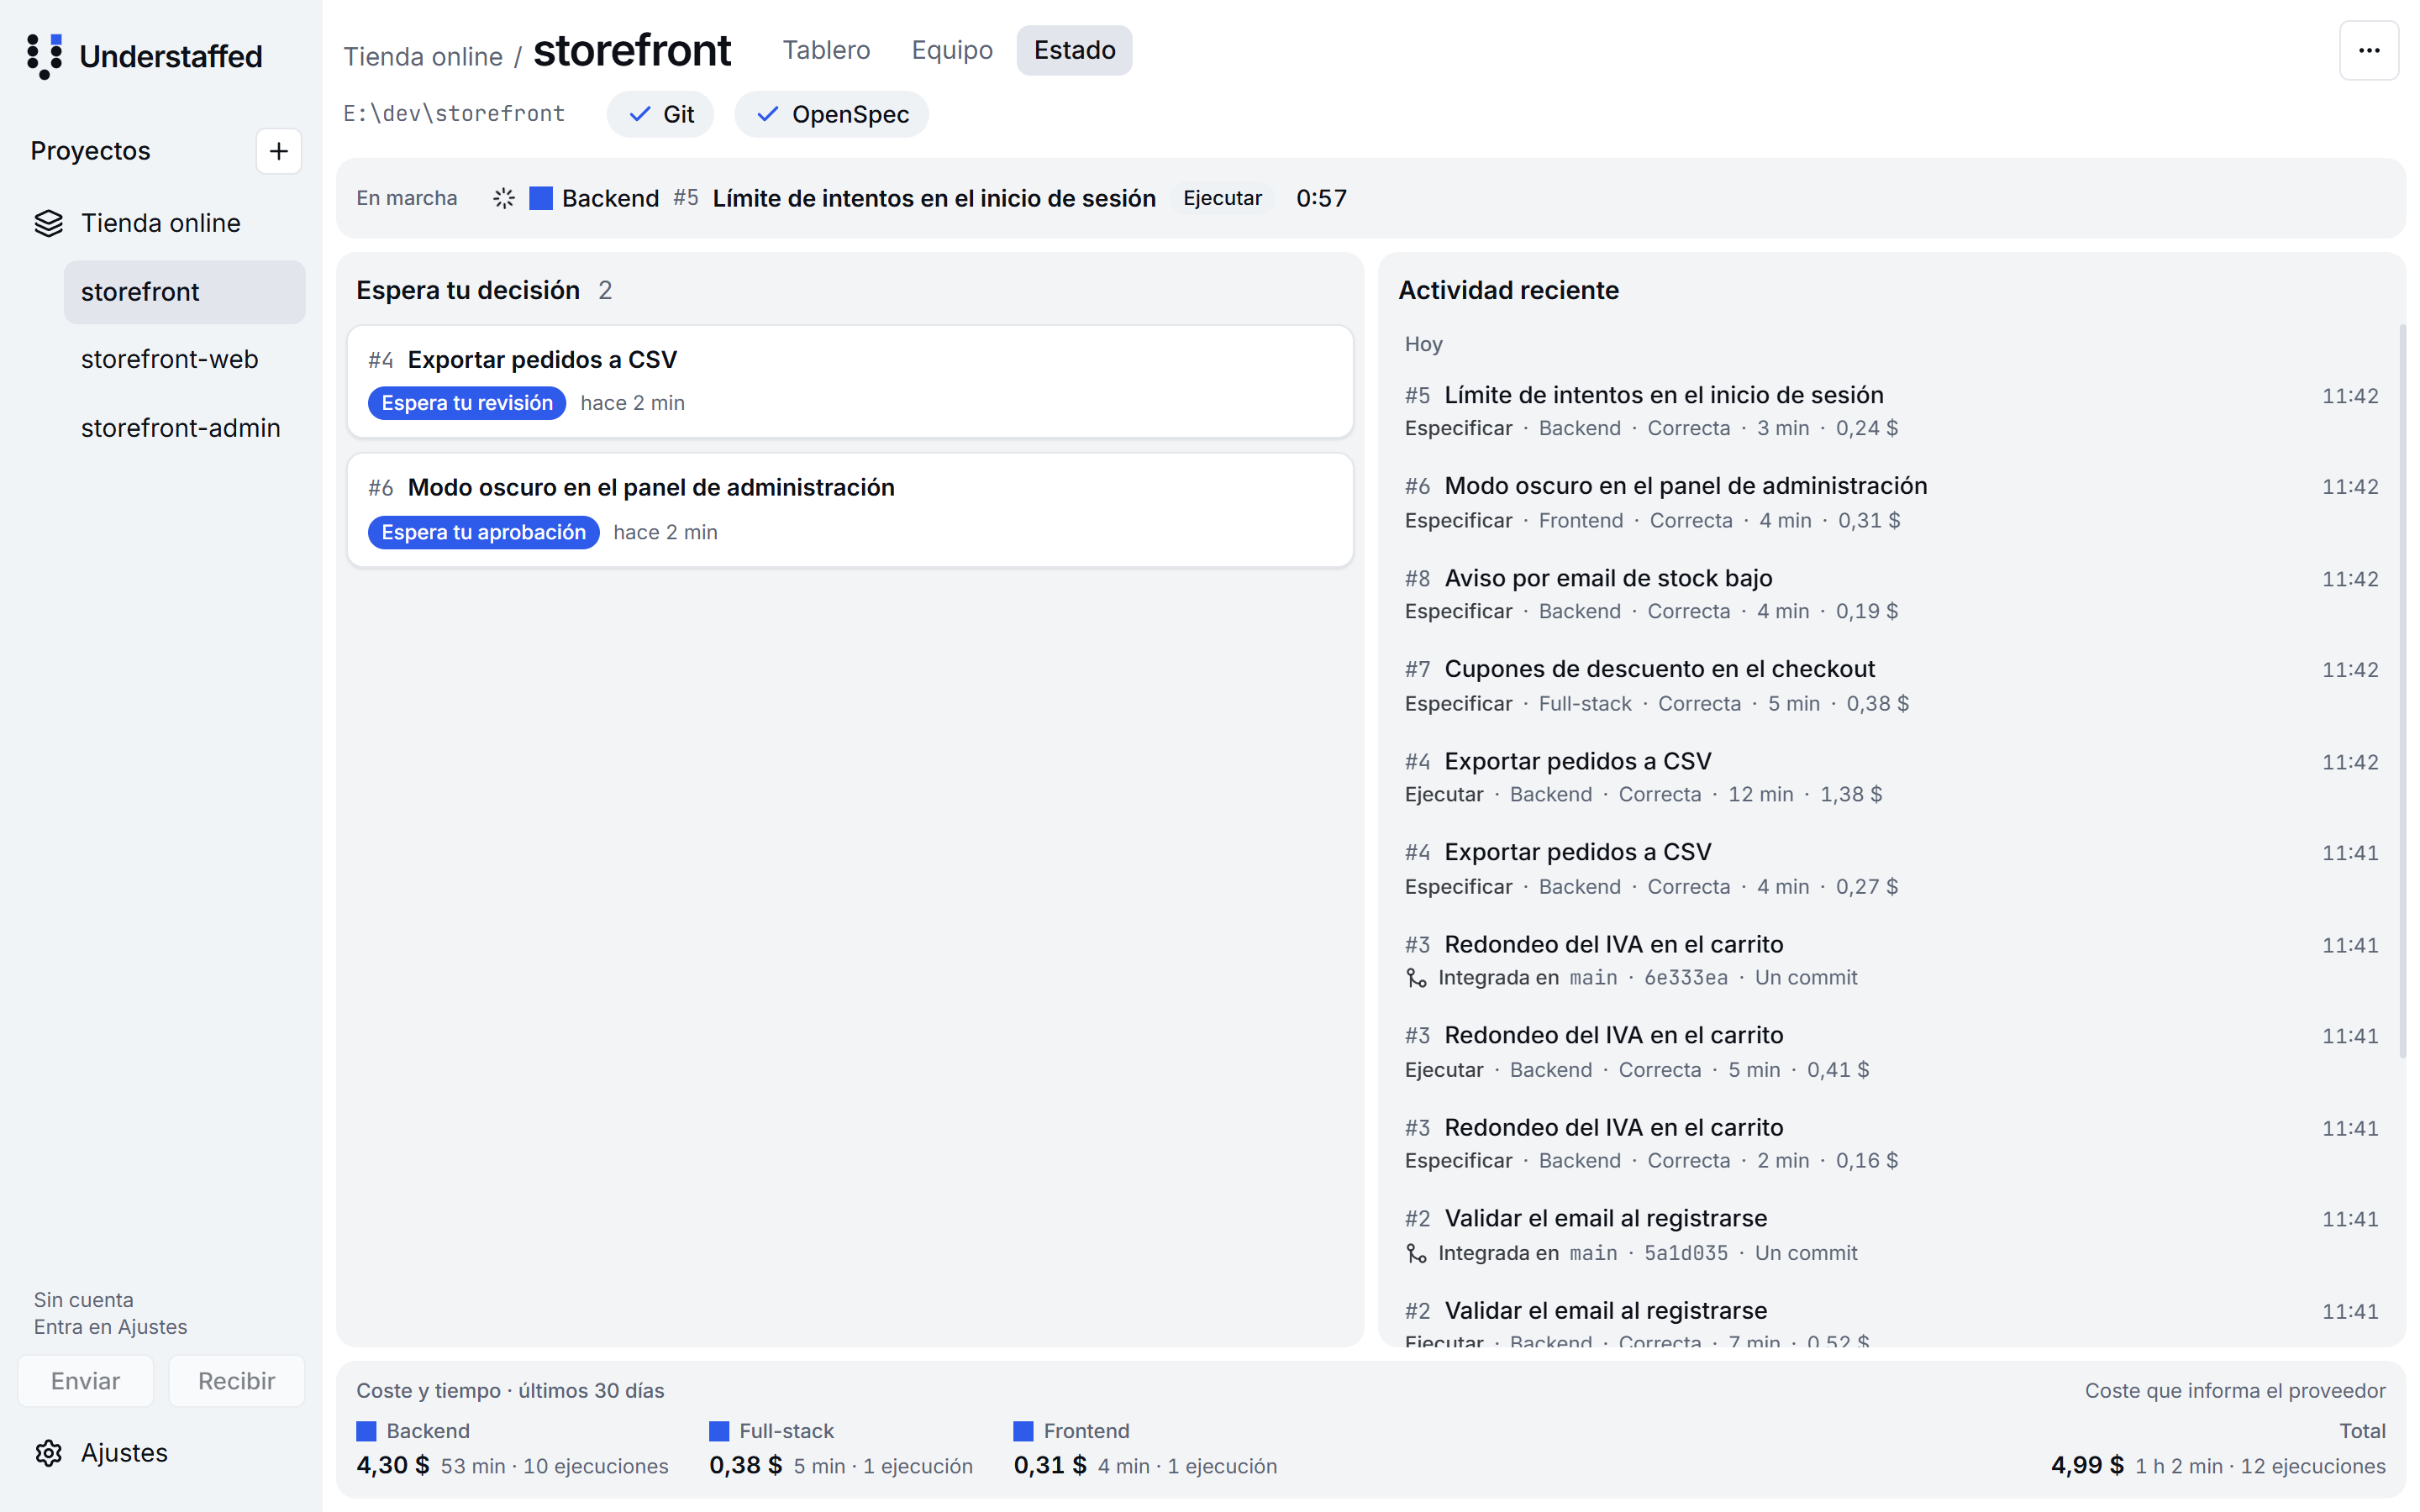 Understaffed
Proyectos
Tienda online
storefront
storefront-web
storefront-admin
Sin cuenta
Entra en Ajustes
Enviar Recibir
Ajustes
Tienda online / storefront Tablero Equipo Estado
E:\dev\storefront Git OpenSpec
En marcha Backend #5 Límite de intentos en el inicio de sesión Ejecutar 0:57
Espera tu decisión 2
#4 Exportar pedidos a CSV
Espera tu revisión hace 2 min
#6 Modo oscuro en el panel de administración
Espera tu aprobación hace 2 min
Actividad reciente
Hoy
#5 Límite de intentos en el inicio de sesión 11:42
Especificar · Backend · Correcta · 3 min · 0,24 $
#6 Modo oscuro en el panel de administración 11:42
Especificar · Frontend · Correcta · 4 min · 0,31 $
#8 Aviso por email de stock bajo 11:42
Especificar · Backend · Correcta · 4 min · 0,19 $
#7 Cupones de descuento en el checkout 11:42
Especificar · Full-stack · Correcta · 5 min · 0,38 $
#4 Exportar pedidos a CSV 11:42
Ejecutar · Backend · Correcta · 12 min · 1,38 $
#4 Exportar pedidos a CSV 11:41
Especificar · Backend · Correcta · 4 min · 0,27 $
#3 Redondeo del IVA en el carrito 11:41
Integrada en main · 6e333ea · Un commit
#3 Redondeo del IVA en el carrito 11:41
Ejecutar · Backend · Correcta · 5 min · 0,41 $
#3 Redondeo del IVA en el carrito 11:41
Especificar · Backend · Correcta · 2 min · 0,16 $
#2 Validar el email al registrarse 11:41
Integrada en main · 5a1d035 · Un commit
#2 Validar el email al registrarse 11:41
Ejecutar · Backend · Correcta · 7 min · 0,52 $
Coste y tiempo · últimos 30 días Coste que informa el proveedor
Backend Full-stack Frontend Total
4,30 $ 53 min · 10 ejecuciones 0,38 $ 5 min · 1 ejecución 0,31 $ 4 min · 1 ejecución 4,99 $ 1 h 2 min · 12 ejecuciones